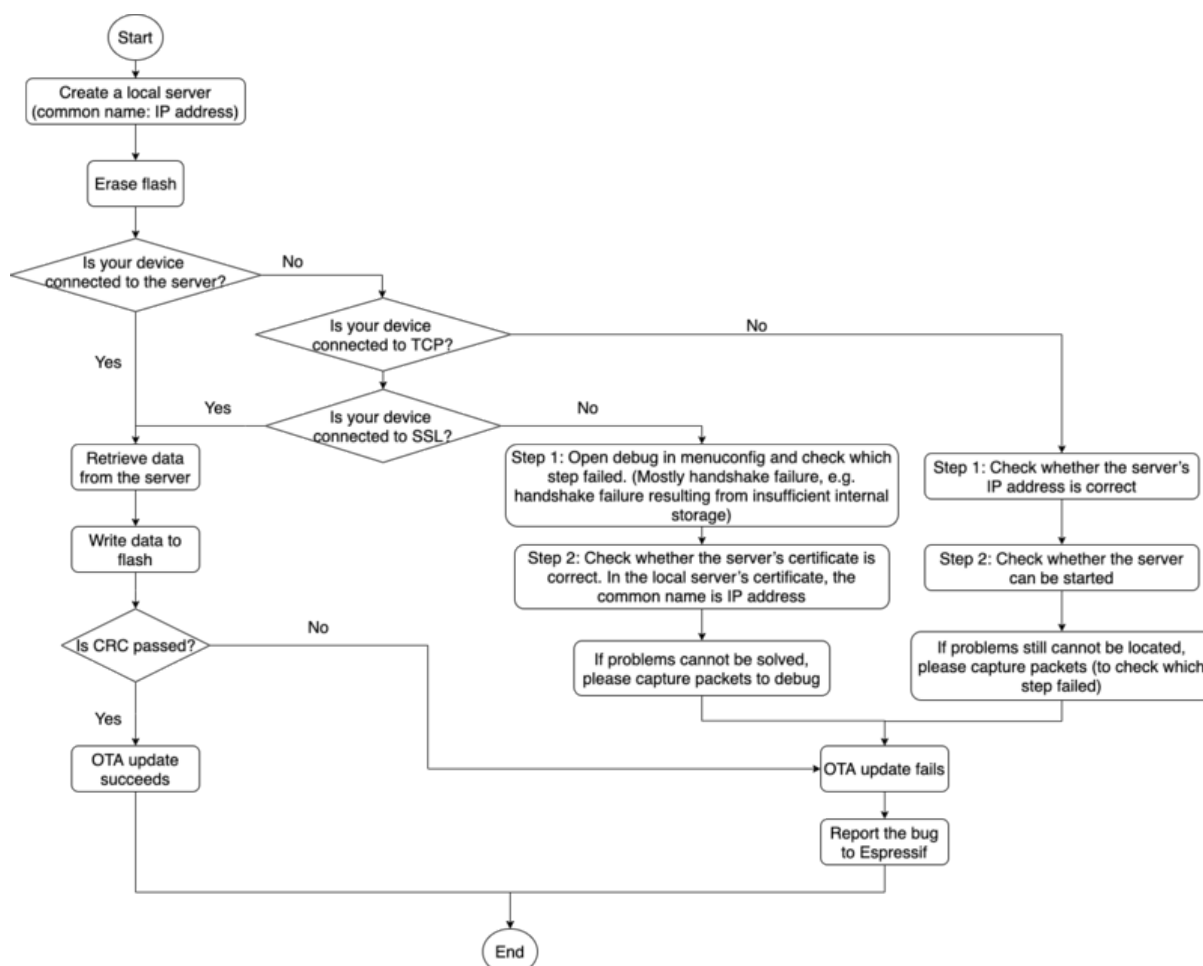 Start
Create a local server
(common name: IP address)
Erase flash
Is your device
connected to the server?
No
Is your device
connected to TCP?
No
Yes
Yes
Is your device
connected to SSL?
No
Retrieve data
from the server
Step 1: Open debug in menuconfig and check which
step failed. (Mostly handshake failure, e.g.
handshake failure resulting from insufficient internal
storage)
Step 1: Check whether the server's
IP address is correct
Write data to
flash
Step 2: Check whether the server's certificate is
correct. In the local server's certificate, the
common name is IP address
Step 2: Check whether the server
can be started
Is CRC passed?
No
If problems cannot be solved,
please capture packets to debug
If problems still cannot be located,
please capture packets (to check which
step failed)
Yes
OTA update
succeeds
OTA update fails
Report the bug
to Espressif
End